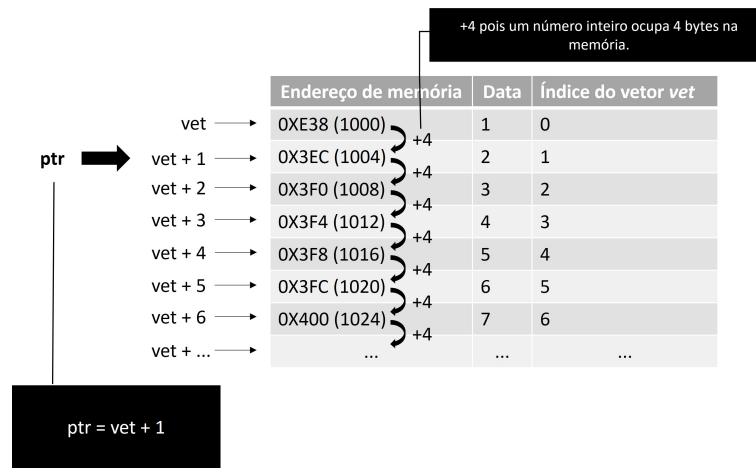 +4 pois um número inteiro ocupa 4 bytes na
memória.
Endereço de memória Data Índice do vetor vet
vet 0XE38 (1000) 1 0
+4
ptr vet + 1 0X3EC (1004) 2 1
+4
vet + 2 0X3F0 (1008) 3 2
+4
vet + 3 0X3F4 (1012) 4 3
+4
vet + 4 0X3F8 (1016) 5 4
+4
vet + 5 0X3FC (1020) 6 5
+4
vet + 6 0X400 (1024) 7 6
+4
vet + ... ... ... ...
ptr = vet + 1